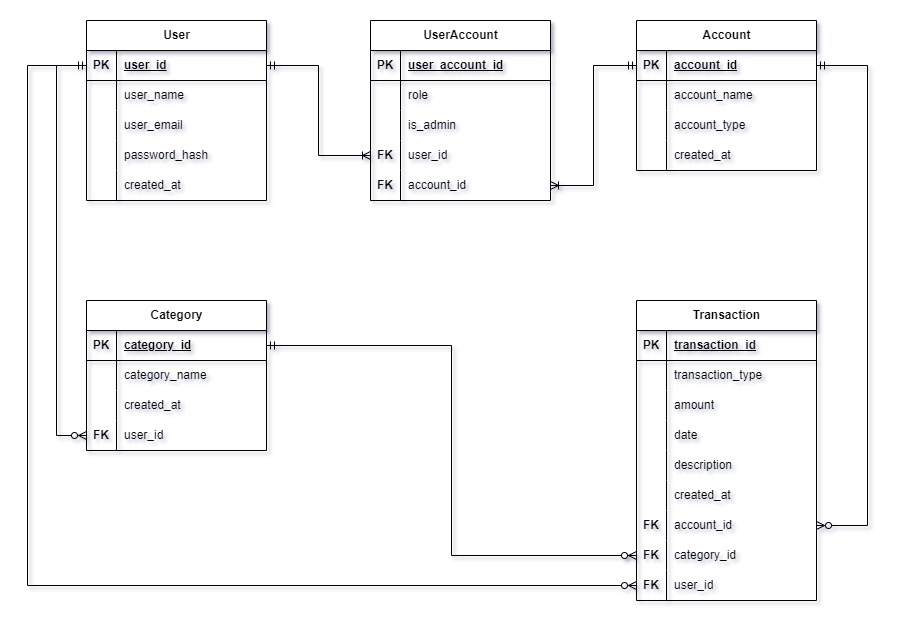 User
PK user_id
user_name
user_email
password_hash
created_at
UserAccount
PK user_account_id
role
is_admin
FK user_id
FK account_id
Account
PK account_id
account_name
account_type
created_at
Category
PK category_id
category_name
created_at
FK user_id
Transaction
PK transaction_id
transaction_type
amount
date
description
created_at
FK account_id
FK category_id
FK user_id